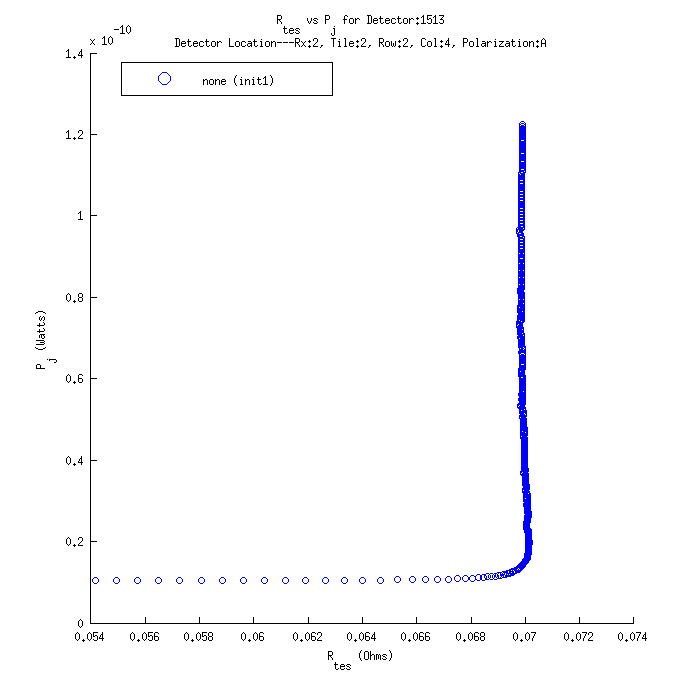 R_tes vs P_j for Detector:1513
Detector Location---Rx:2, Tile:2, Row:2, Col:4, Polarization:A
x 10^-10
none (init1)
1.4
1.2
1
0.8
0.6
0.4
0.2
0
P_j (Watts)
0.054 0.056 0.058 0.06 0.062 0.064 0.066 0.068 0.07 0.072 0.074
R_tes (Ohms)